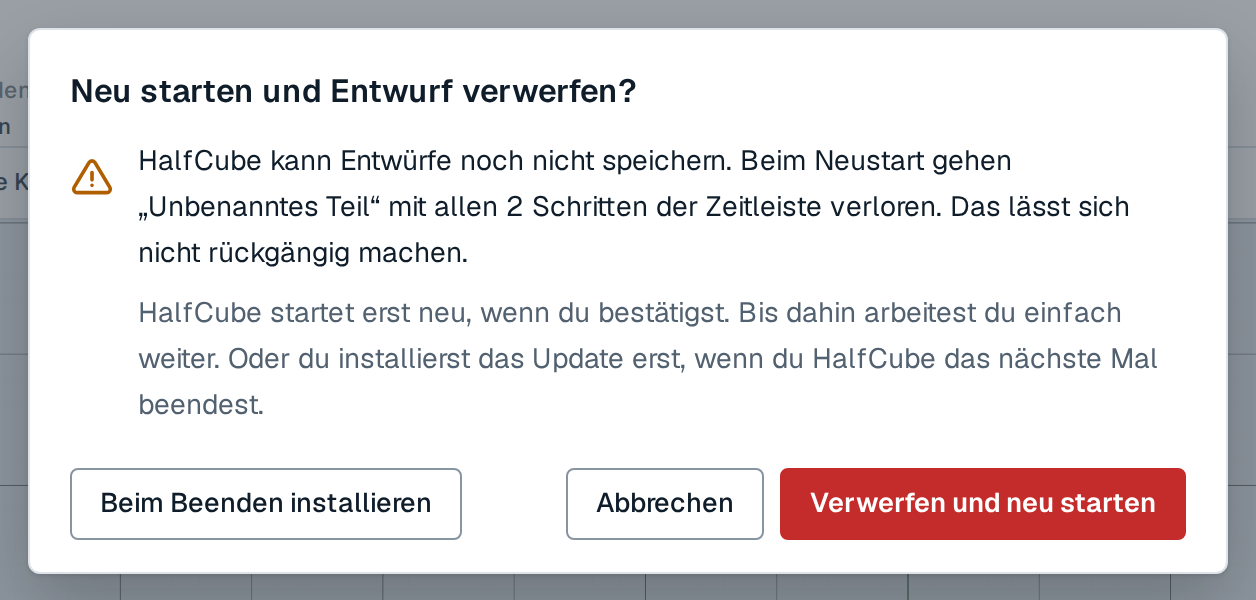 Neu starten und Entwurf verwerfen?
HalfCube kann Entwürfe noch nicht speichern. Beim Neustart gehen
„Unbenanntes Teil“ mit allen 2 Schritten der Zeitleiste verloren. Das lässt sich
nicht rückgängig machen.
HalfCube startet erst neu, wenn du bestätigst. Bis dahin arbeitest du einfach
weiter. Oder du installierst das Update erst, wenn du HalfCube das nächste Mal
beendest.
Beim Beenden installieren
Abbrechen
Verwerfen und neu starten